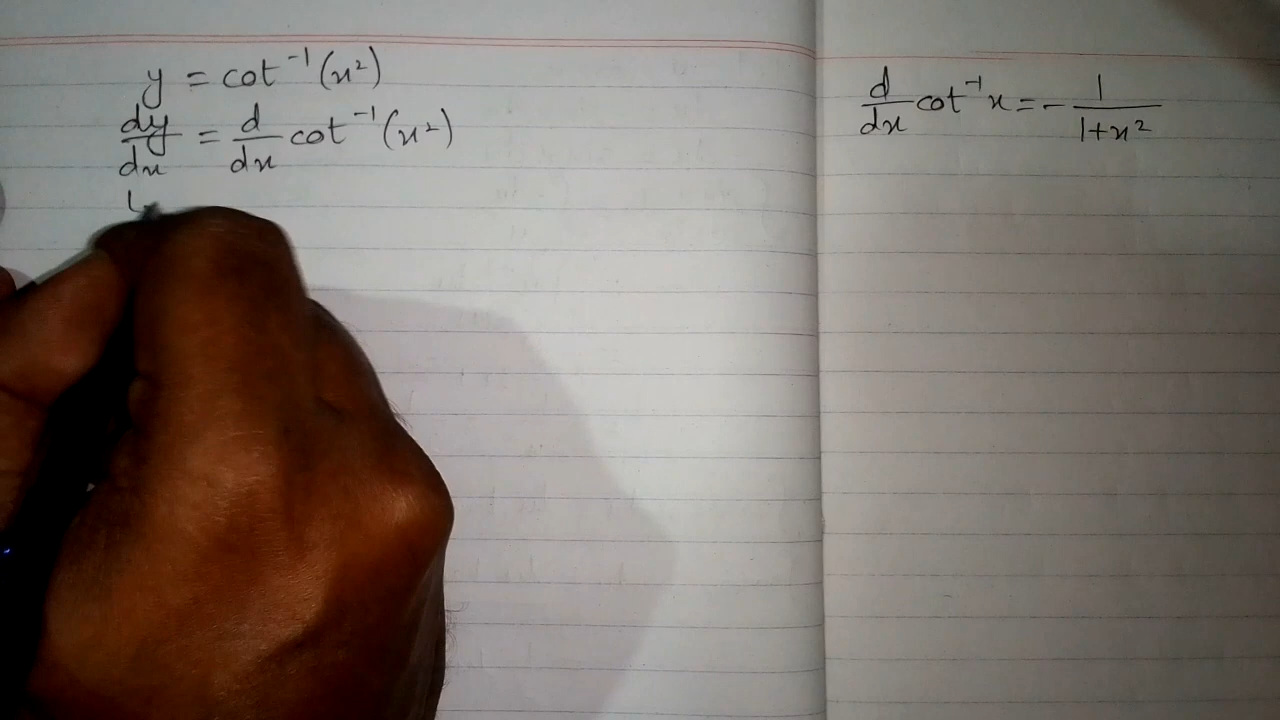 y = cot⁻¹(x²)
dy/dx = d/dx cot⁻¹(x²)
d/dx cot⁻¹x = - 1/1+x²